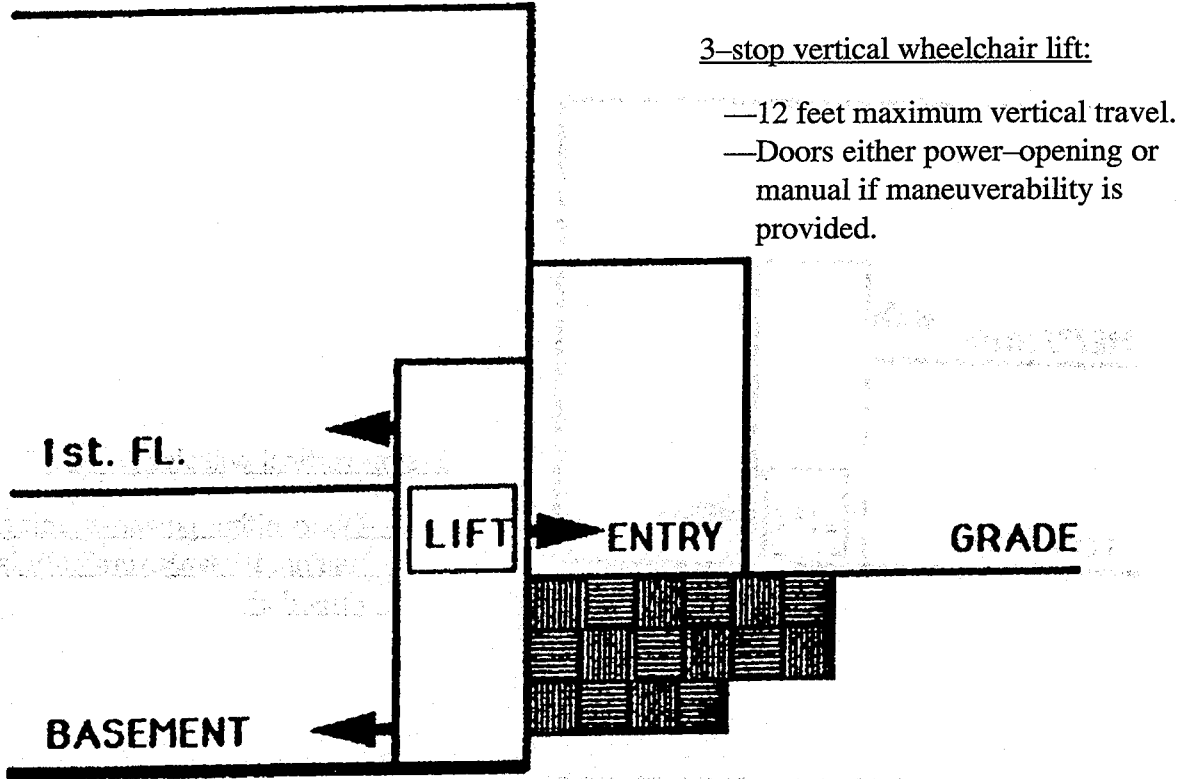 3–stop vertical wheelchair lift:
—12 feet maximum vertical travel.
—Doors either power–opening or
manual if maneuverability is
provided.
1st. FL.
LIFT
ENTRY
GRADE
BASEMENT